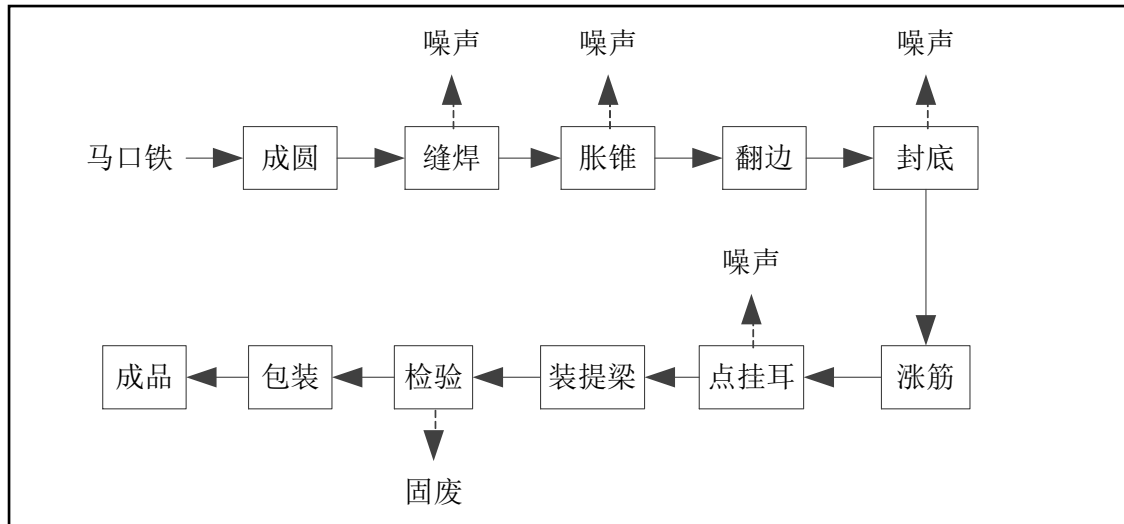 噪声 噪声 噪声
马口铁 成圆 缝焊 胀锥 翻边 封底
噪声
成品 包装 检验 装提梁 点挂耳 涨筋
固废